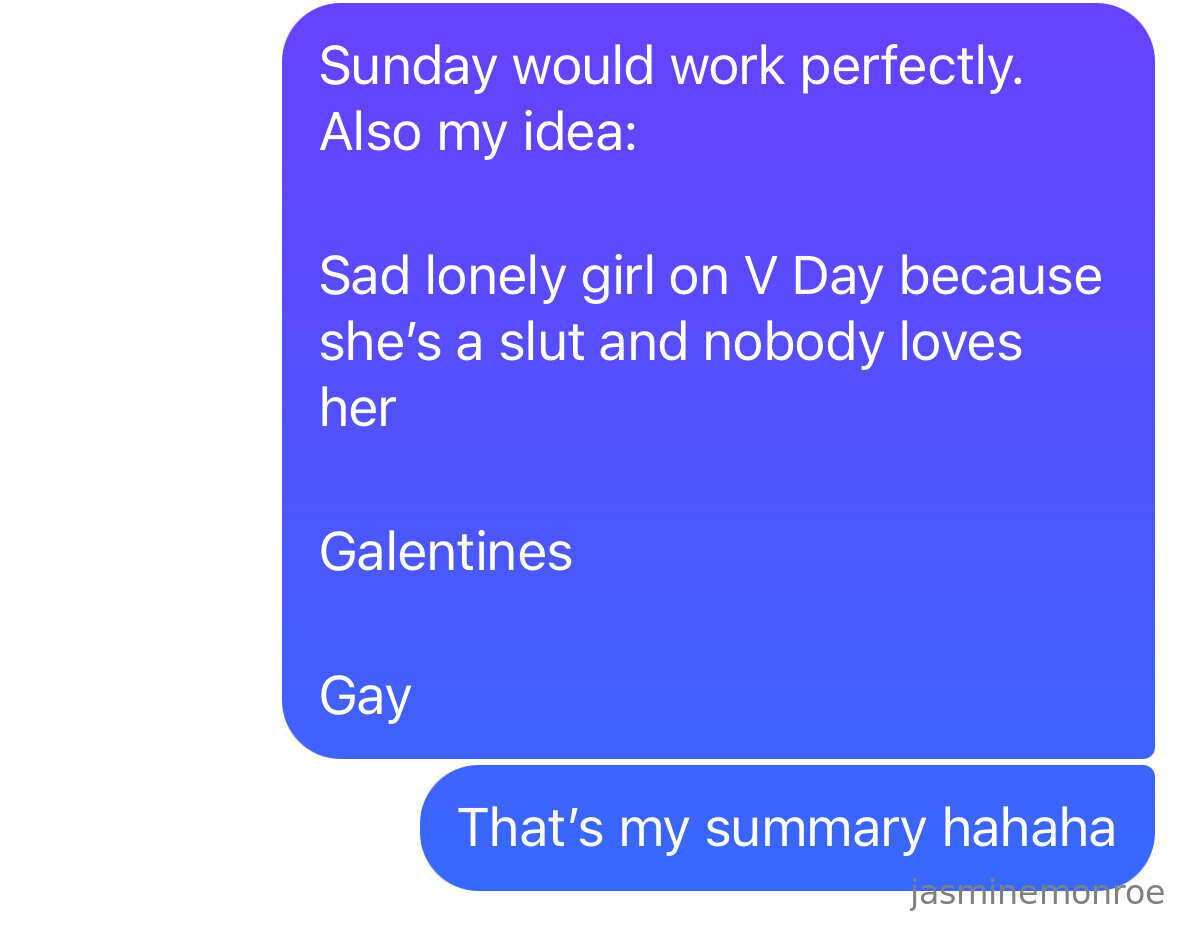 Sunday would work perfectly.
Also my idea:
Sad lonely girl on V Day because
she’s a slut and nobody loves
her
Galentines
Gay
That’s my summary hahaha
jasminemonroe